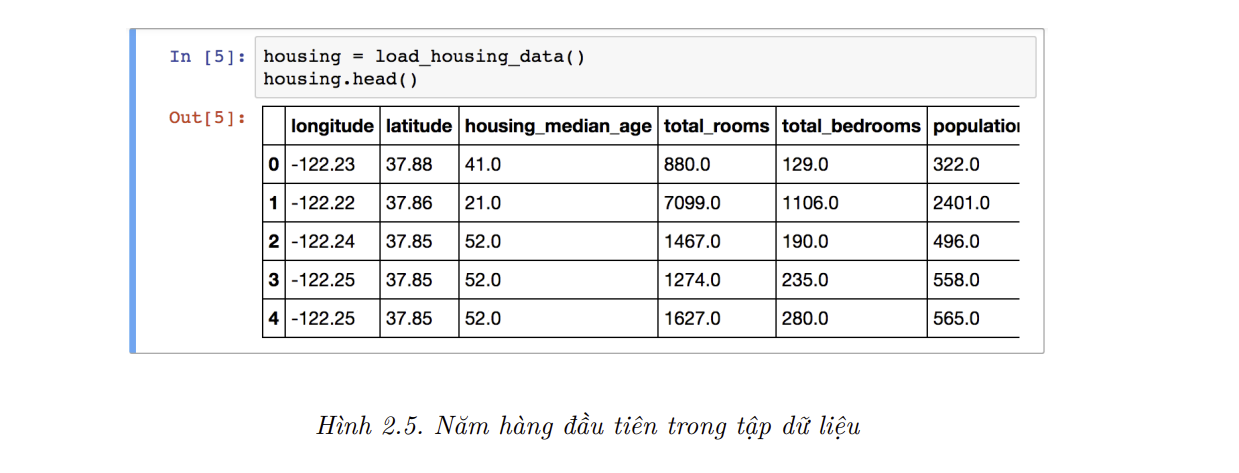 In [5]: housing = load_housing_data()
housing.head()
Out[5]:
longitude latitude housing_median_age total_rooms total_bedrooms population
0 -122.23 37.88 41.0 880.0 129.0 322.0
1 -122.22 37.86 21.0 7099.0 1106.0 2401.0
2 -122.24 37.85 52.0 1467.0 190.0 496.0
3 -122.25 37.85 52.0 1274.0 235.0 558.0
4 -122.25 37.85 52.0 1627.0 280.0 565.0
Hình 2.5. Năm hàng đầu tiên trong tập dữ liệu